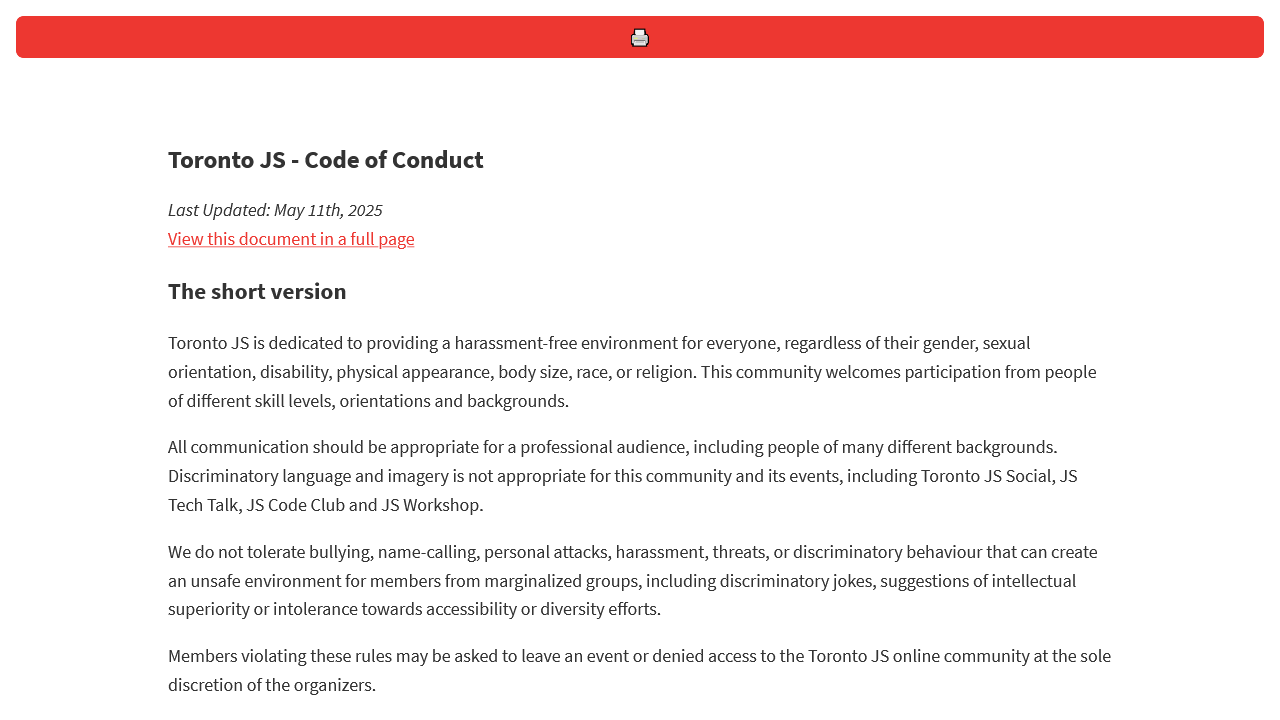 Toronto JS - Code of Conduct
Last Updated: May 11th, 2025
View this document in a full page
The short version
Toronto JS is dedicated to providing a harassment-free environment for everyone, regardless of their gender, sexual
orientation, disability, physical appearance, body size, race, or religion. This community welcomes participation from people
of different skill levels, orientations and backgrounds.
All communication should be appropriate for a professional audience, including people of many different backgrounds.
Discriminatory language and imagery is not appropriate for this community and its events, including Toronto JS Social, JS
Tech Talk, JS Code Club and JS Workshop.
We do not tolerate bullying, name-calling, personal attacks, harassment, threats, or discriminatory behaviour that can create
an unsafe environment for members from marginalized groups, including discriminatory jokes, suggestions of intellectual
superiority or intolerance towards accessibility or diversity efforts.
Members violating these rules may be asked to leave an event or denied access to the Toronto JS online community at the sole
discretion of the organizers.